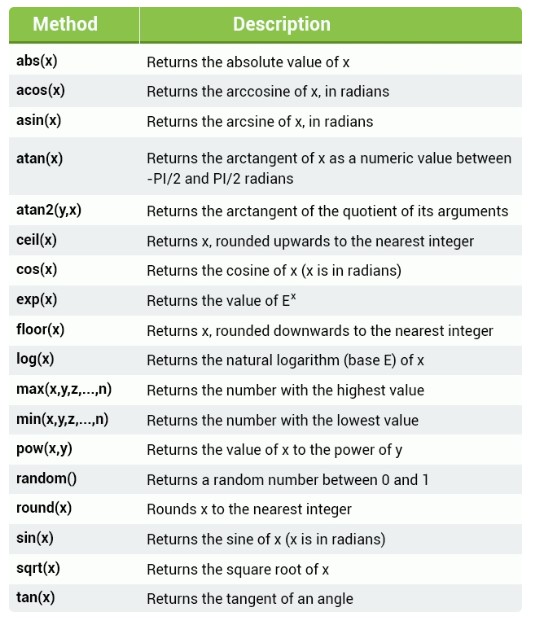 Method Description
abs(x) Returns the absolute value of x
acos(x) Returns the arccosine of x, in radians
asin(x) Returns the arcsine of x, in radians
atan(x) Returns the arctangent of x as a numeric value between
-PI/2 and PI/2 radians
atan2(y,x) Returns the arctangent of the quotient of its arguments
ceil(x) Returns x, rounded upwards to the nearest integer
cos(x) Returns the cosine of x (x is in radians)
exp(x) Returns the value of Eˣ
floor(x) Returns x, rounded downwards to the nearest integer
log(x) Returns the natural logarithm (base E) of x
max(x,y,z,...,n) Returns the number with the highest value
min(x,y,z,...,n) Returns the number with the lowest value
pow(x,y) Returns the value of x to the power of y
random() Returns a random number between 0 and 1
round(x) Rounds x to the nearest integer
sin(x) Returns the sine of x (x is in radians)
sqrt(x) Returns the square root of x
tan(x) Returns the tangent of an angle